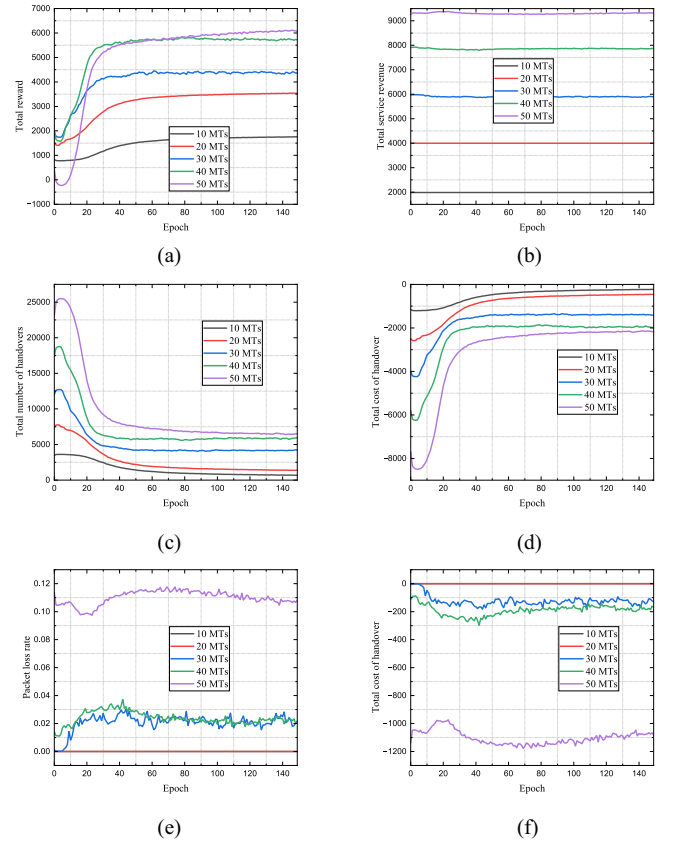 7000
6000
5000
4000
3000
2000
1000
0
−1000
Total reward
10 MTs
20 MTs
30 MTs
40 MTs
50 MTs
0 20 40 60 80 100 120 140
Epoch
(a)
9000
8000
7000
6000
5000
4000
3000
2000
Total service revenue
10 MTs
20 MTs
30 MTs
40 MTs
50 MTs
0 20 40 60 80 100 120 140
Epoch
(b)
25000
20000
15000
10000
5000
0
Total number of handovers
10 MTs
20 MTs
30 MTs
40 MTs
50 MTs
0 20 40 60 80 100 120 140
Epoch
(c)
0
−2000
−4000
−6000
−8000
Total cost of handover
10 MTs
20 MTs
30 MTs
40 MTs
50 MTs
0 20 40 60 80 100 120 140
Epoch
(d)
0.12
0.10
0.08
0.06
0.04
0.02
0.00
Packet loss rate
10 MTs
20 MTs
30 MTs
40 MTs
50 MTs
0 20 40 60 80 100 120 140
Epoch
(e)
0
−200
−400
−600
−800
−1000
−1200
Total cost of handover
10 MTs
20 MTs
30 MTs
40 MTs
50 MTs
0 20 40 60 80 100 120 140
Epoch
(f)